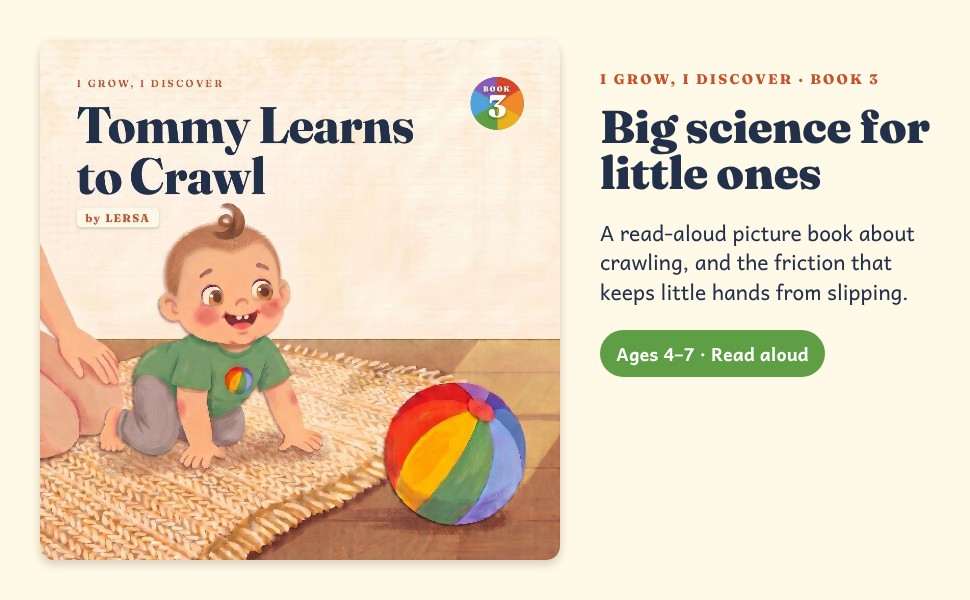 I GROW, I DISCOVER
Tommy Learns
to Crawl
by LERSA
BOOK
3
I GROW, I DISCOVER · BOOK 3
Big science for
little ones
A read-aloud picture book about
crawling, and the friction that
keeps little hands from slipping.
Ages 4–7 · Read aloud